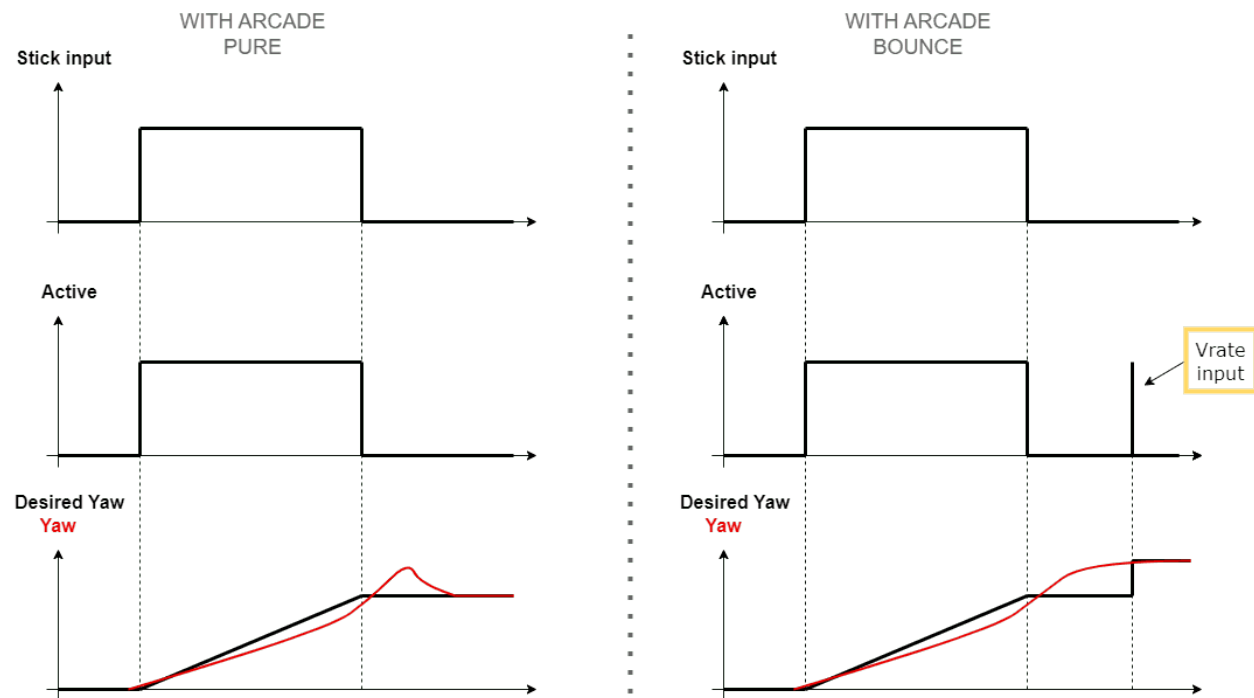 WITH ARCADE
PURE
Stick input
Active
Desired Yaw
Yaw
WITH ARCADE
BOUNCE
Stick input
Active
Vrate
input
Desired Yaw
Yaw